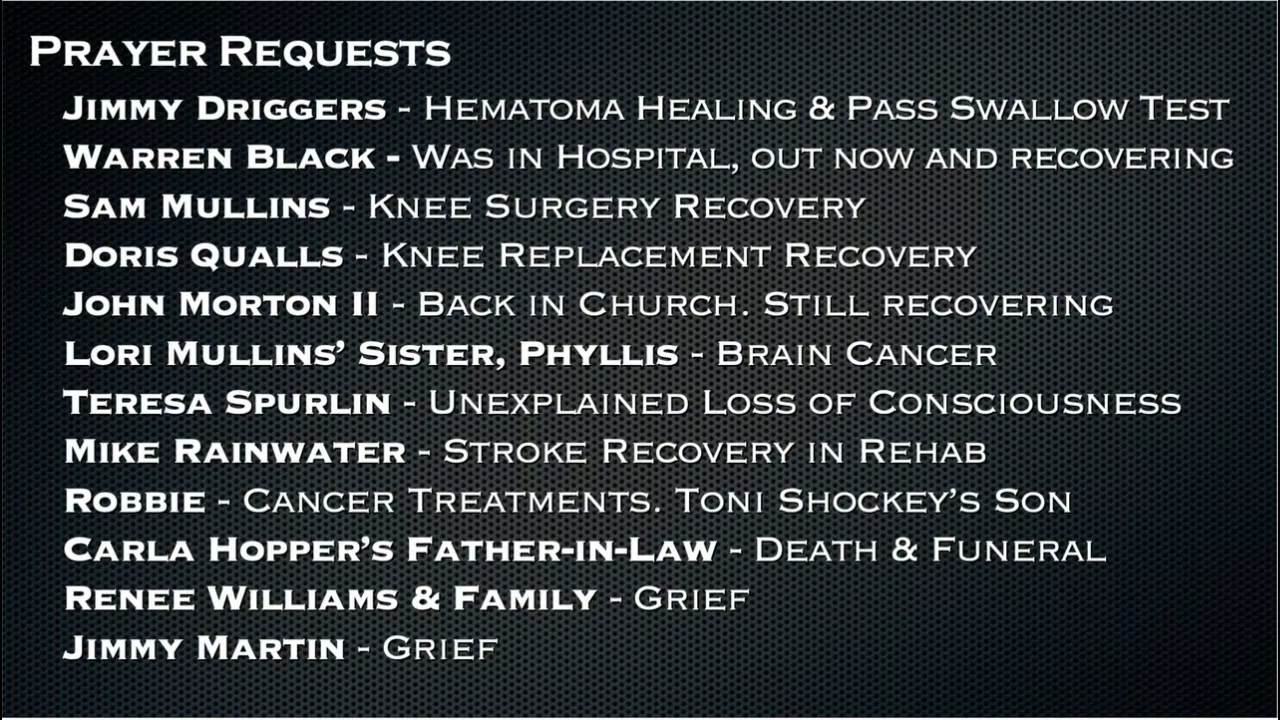 Prayer Requests
Jimmy Driggers - Hematoma Healing & Pass Swallow Test
Warren Black - Was in Hospital, out now and recovering
Sam Mullins - Knee Surgery Recovery
Doris Qualls - Knee Replacement Recovery
John Morton II - Back in Church. Still recovering
Lori Mullins’ Sister, Phyllis - Brain Cancer
Teresa Spurlin - Unexplained Loss of Consciousness
Mike Rainwater - Stroke Recovery in Rehab
Robbie - Cancer Treatments. Toni Shockey’s Son
Carla Hopper’s Father-in-Law - Death & Funeral
Renee Williams & Family - Grief
Jimmy Martin - Grief